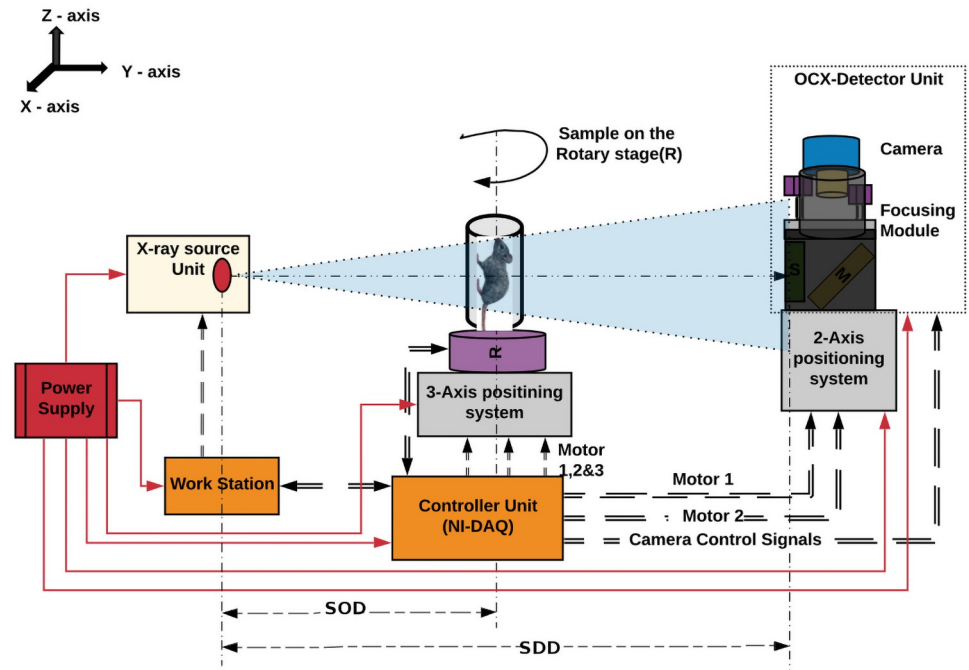 Z - axis
Y - axis
X - axis
OCX-Detector Unit
Sample on the
Rotary stage(R)
Camera
Focusing
Module
X-ray source
Unit
S
M
R
2-Axis
positioning
system
Power
Supply
3-Axis positining
system
Motor
1,2&3
Work Station
Controller Unit
(NI-DAQ)
Motor 1
Motor 2
Camera Control Signals
SOD
SDD